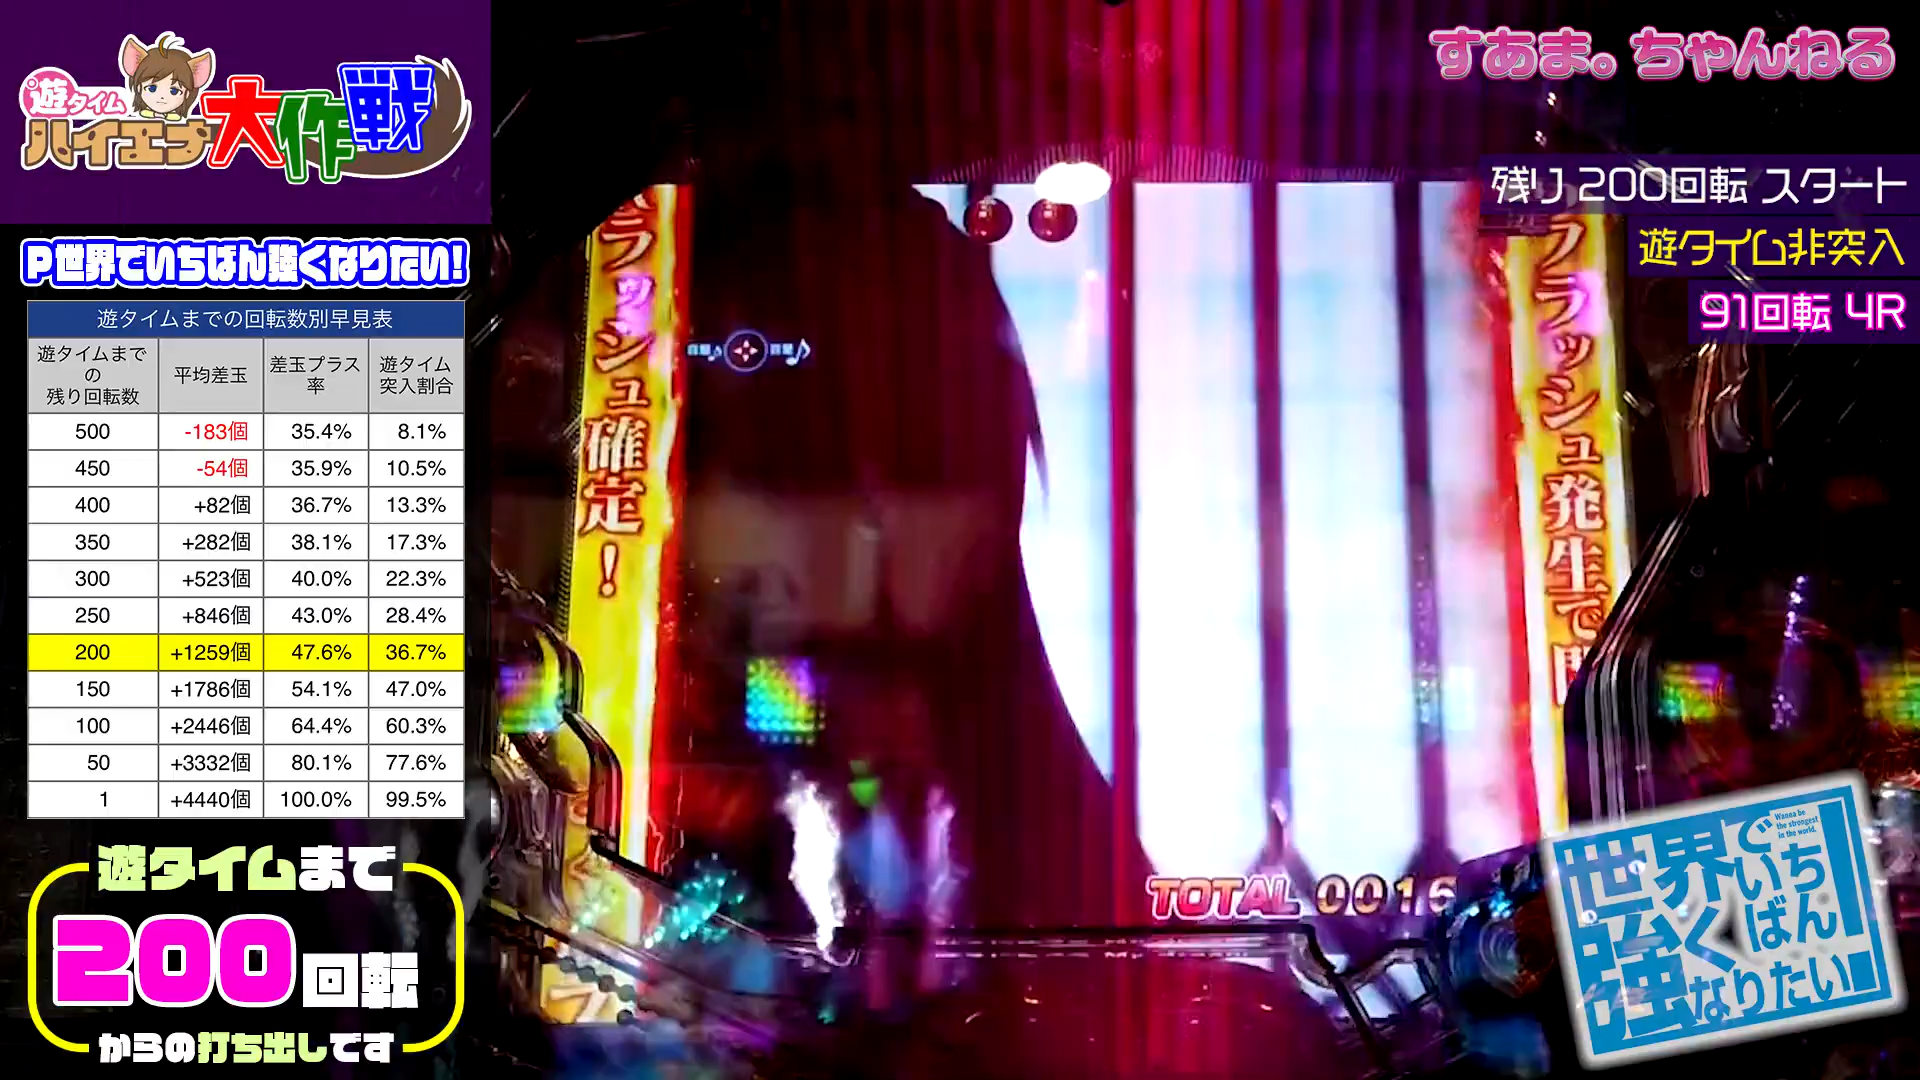 遊タイム
ハイエナ大作戦
P世界でいちばん強くなりたい!
遊タイムまでの回転数別早見表
遊タイムまでの残り回転数 平均差玉 差玉プラス率 遊タイム突入割合
500 -183個 35.4% 8.1%
450 -54個 35.9% 10.5%
400 +82個 36.7% 13.3%
350 +282個 38.1% 17.3%
300 +523個 40.0% 22.3%
250 +846個 43.0% 28.4%
200 +1259個 47.6% 36.7%
150 +1786個 54.1% 47.0%
100 +2446個 64.4% 60.3%
50 +3332個 80.1% 77.6%
1 +4440個 100.0% 99.5%
遊タイムまで
200回転
からの打ち出しです
すあま。ちゃんねる
残り200回転 スタート
遊タイム非突入
91回転 4R
フラッシュ確定!
フラッシュ発生で
音量♪ 音量♪
TOTAL 0016
世界でいちばん強くなりたい!
Wanna be
the strongest
in the world.